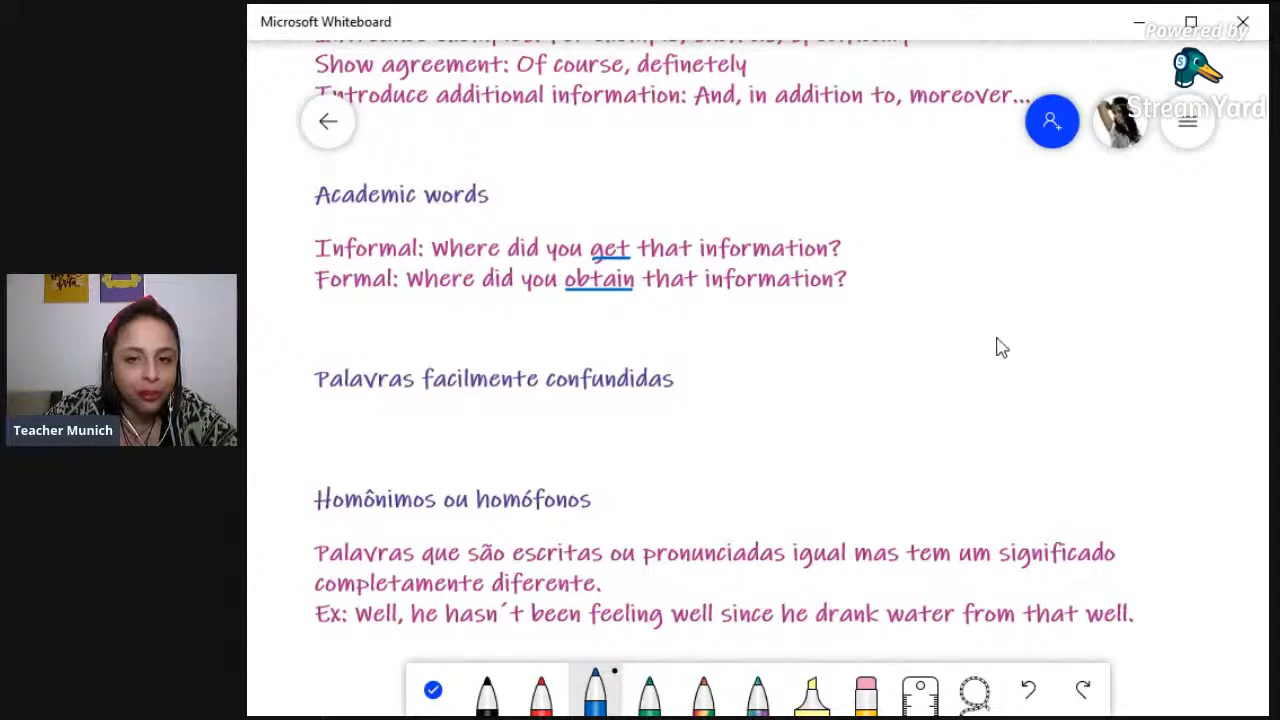 Microsoft Whiteboard
Powered by
StreamYard
Show agreement: Of course, definetely
Introduce additional information: And, in addition to, moreover...
Academic words
Informal: Where did you get that information?
Formal: Where did you obtain that information?
Palavras facilmente confundidas
Teacher Munich
Homônimos ou homófonos
Palavras que são escritas ou pronunciadas igual mas tem um significado
completamente diferente.
Ex: Well, he hasn´t been feeling well since he drank water from that well.